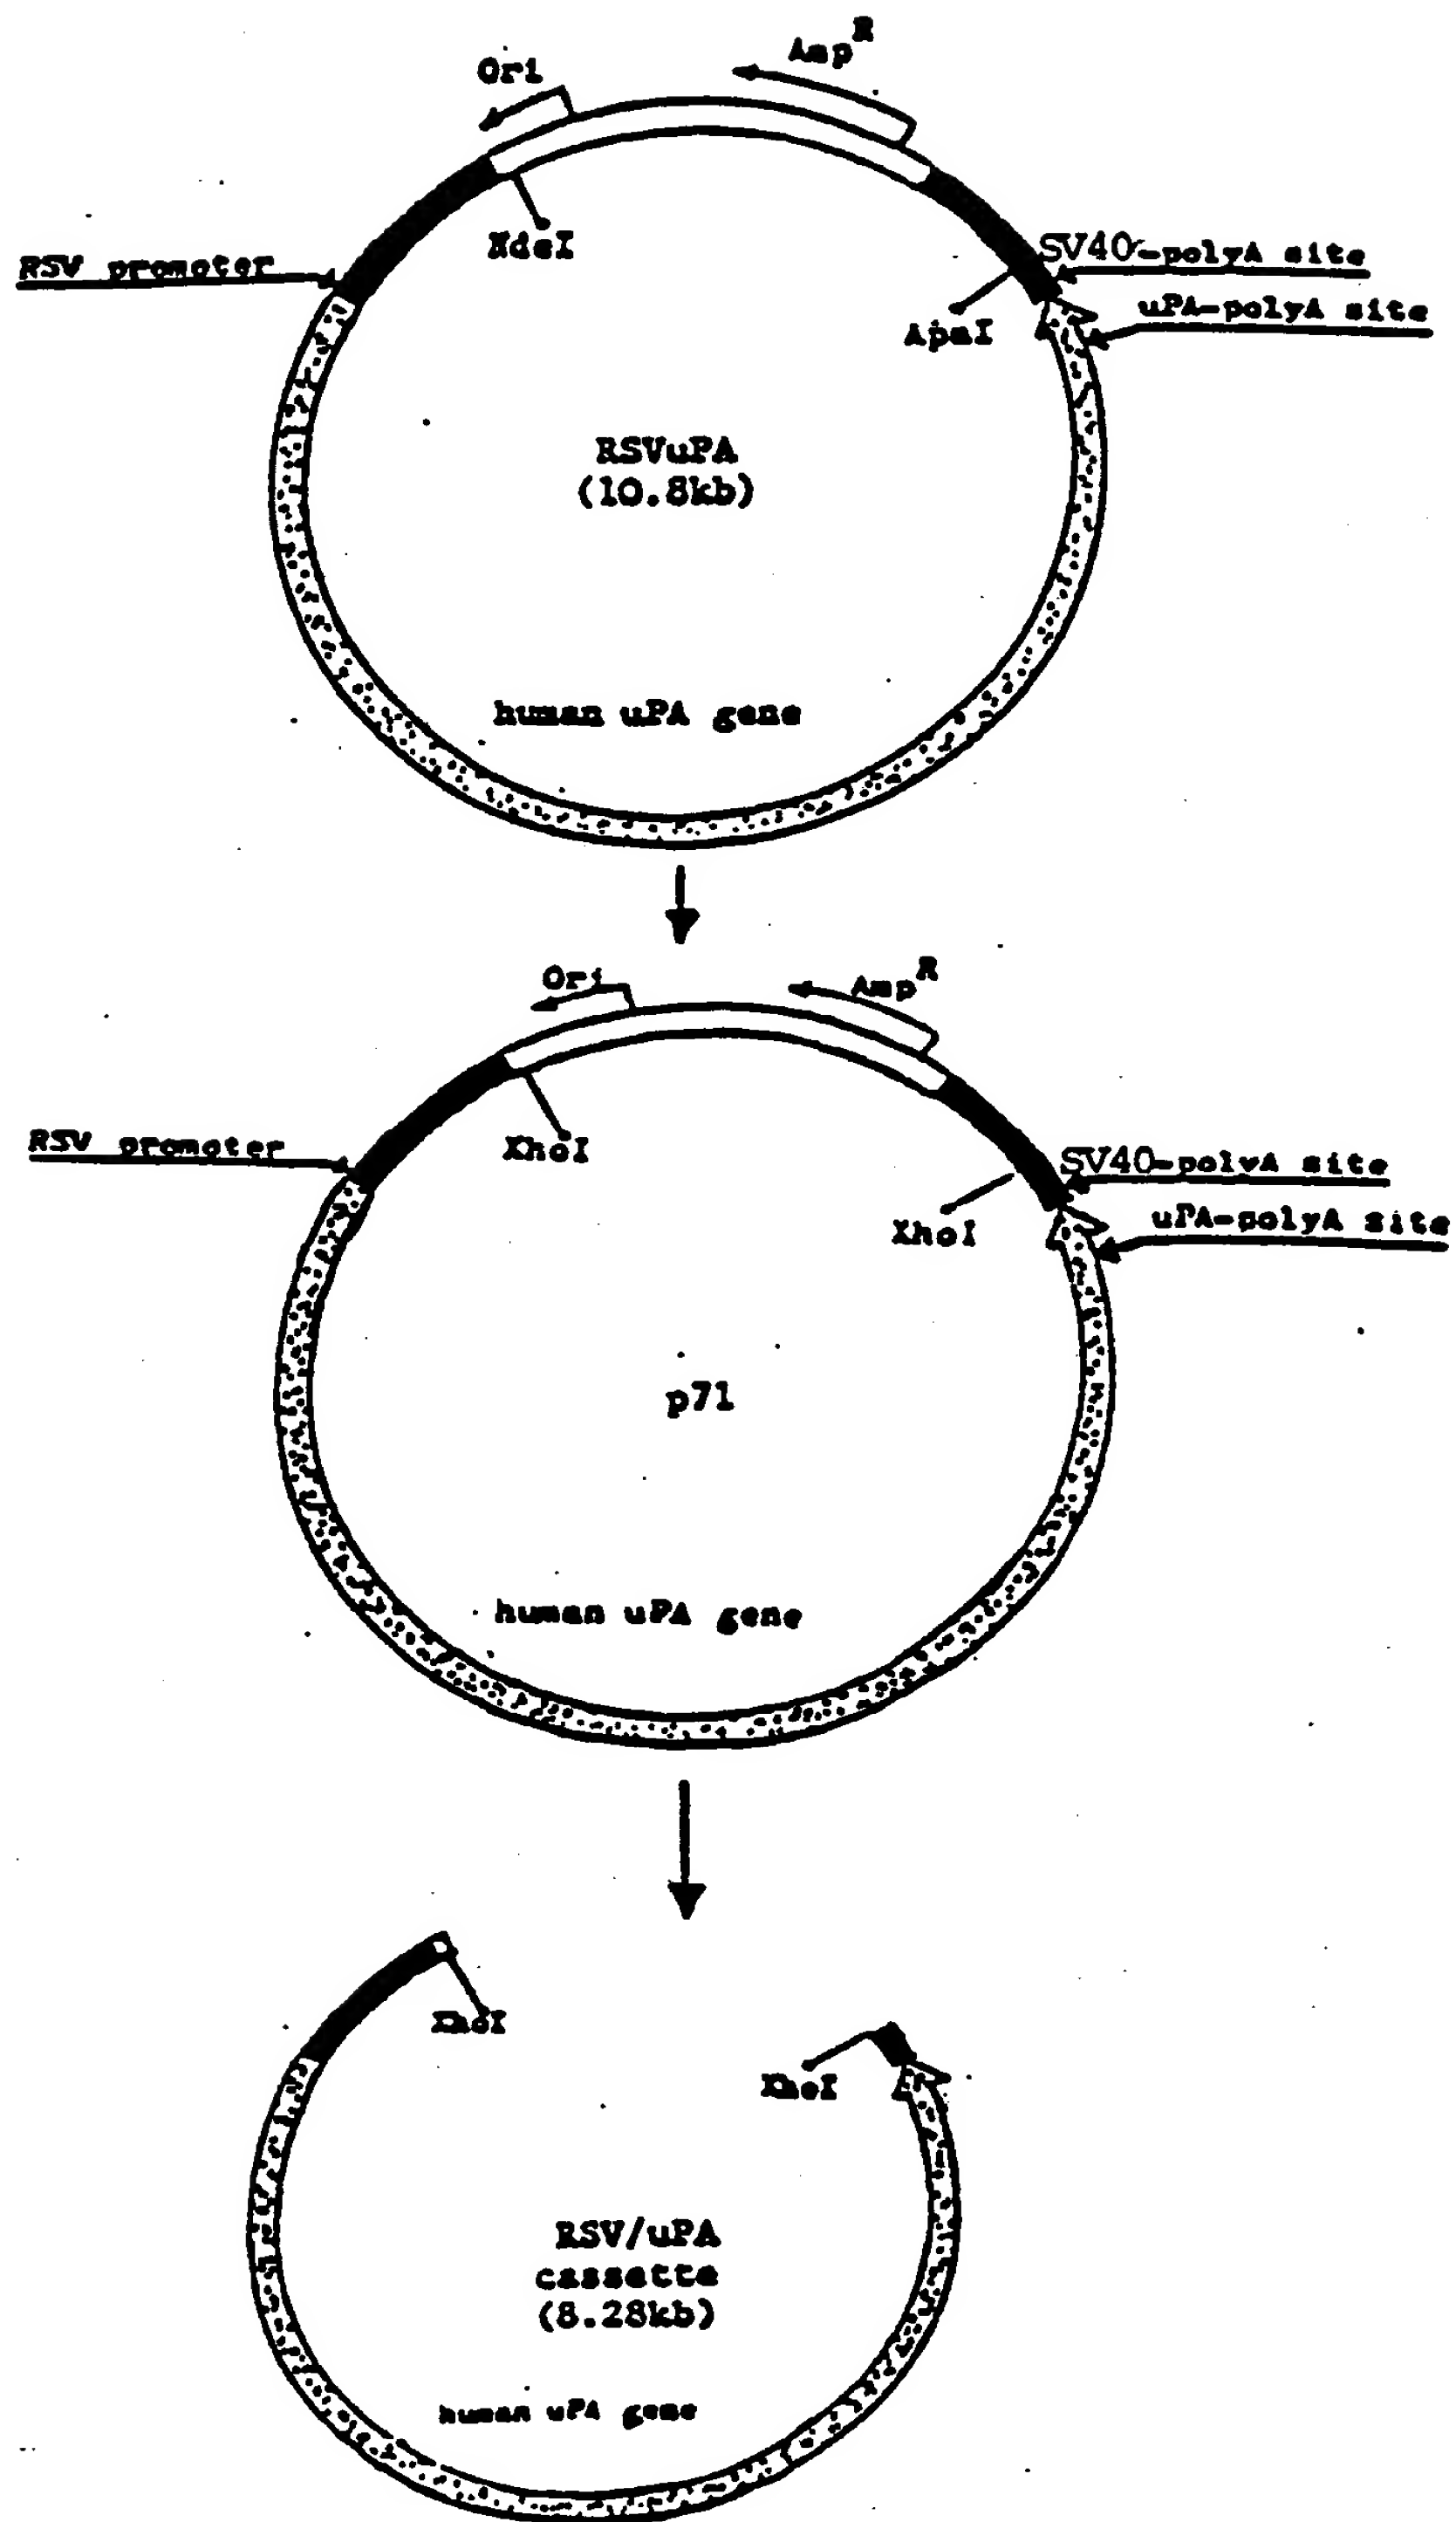 Amp R
Ori
NdeI
RSV promoter
SV40-polyA site
uPA-polyA site
ApaI
RSVuPA
(10.8kb)
human uPA gene
Ori
Amp R
XhoI
RSV promoter
SV40-polyA site
uPA-polyA site
XhoI
p71
human uPA gene
XhoI
XhoI
RSV/uPA
cassette
(8.28kb)
human uPA gene